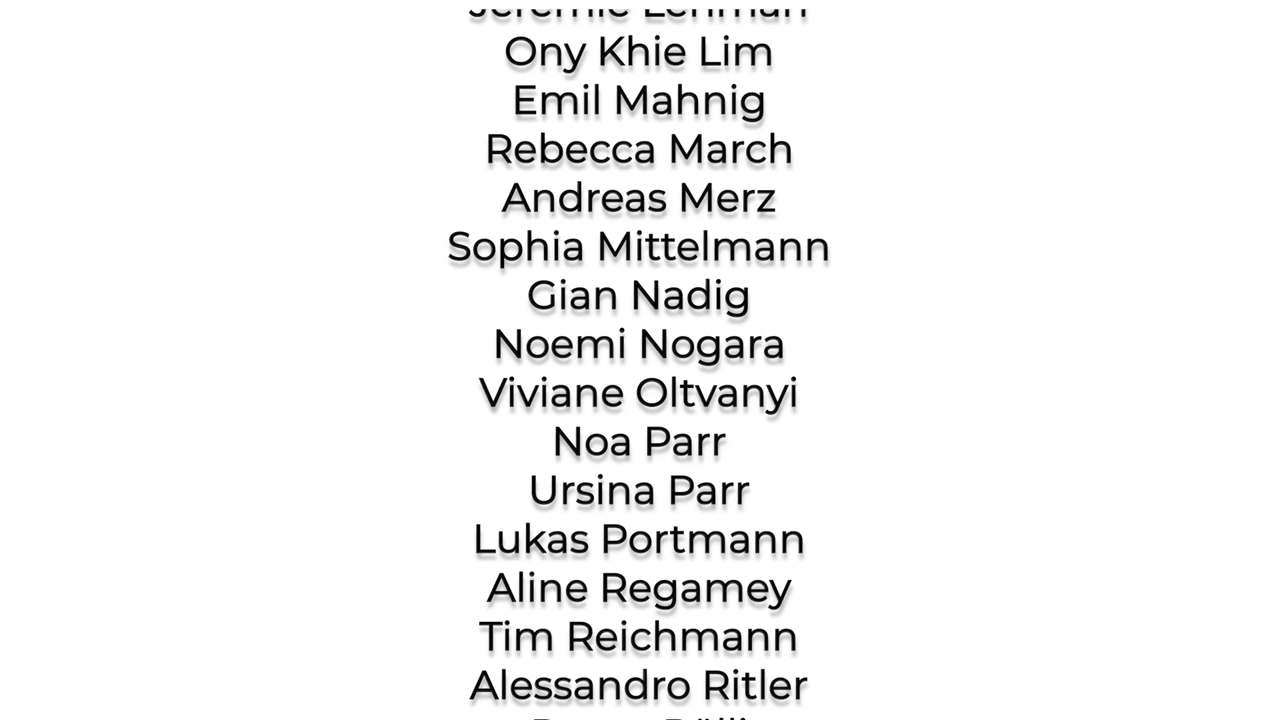 Jeremie Lehman
Ony Khie Lim
Emil Mahnig
Rebecca March
Andreas Merz
Sophia Mittelmann
Gian Nadig
Noemi Nogara
Viviane Oltvanyi
Noa Parr
Ursina Parr
Lukas Portmann
Aline Regamey
Tim Reichmann
Alessandro Ritler